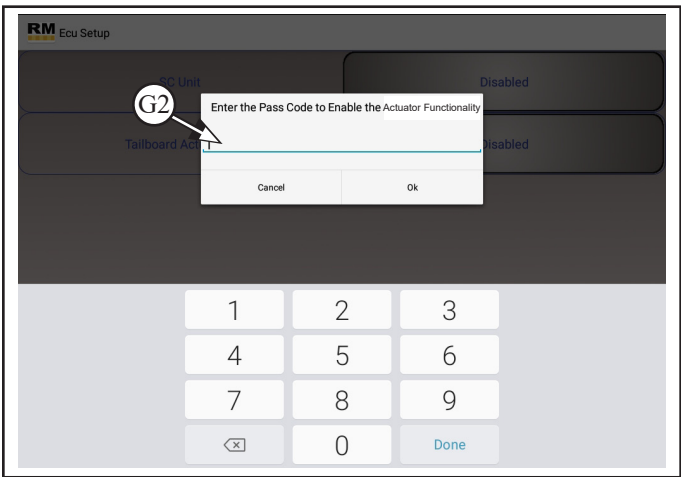 RM
Ecu Setup
SC Unit
Disabled
G2
Enter the Pass Code to Enable the Actuator Functionality
Tailboard Act
Disabled
Cancel
Ok
1 2 3
4 5 6
7 8 9
0 Done